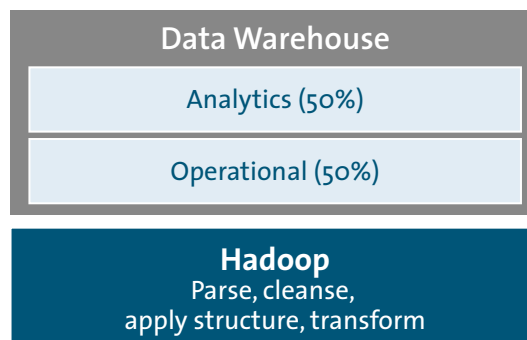 Data Warehouse
Analytics (50%)
Operational (50%)
Hadoop
Parse, cleanse,
apply structure, transform